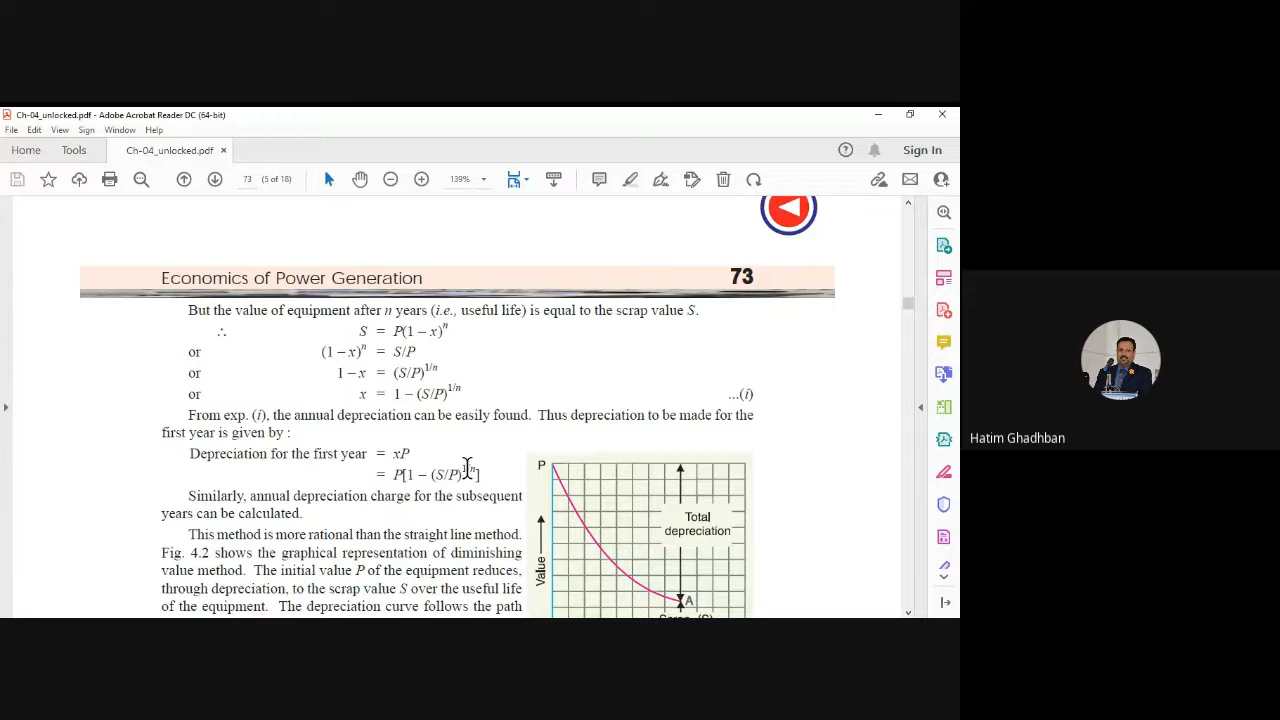 Ch-04_unlocked.pdf - Adobe Acrobat Reader DC (64-bit)
File Edit View Sign Window Help
Home Tools Ch-04_unlocked.pdf × Sign In
73 (5 of 18) 139%
Economics of Power Generation 73
But the value of equipment after n years (i.e., useful life) is equal to the scrap value S.
∴ S = P(1 – x)^n
or (1 – x)^n = S/P
or 1 – x = (S/P)^1/n
or x = 1 – (S/P)^1/n ...(i)
From exp. (i), the annual depreciation can be easily found. Thus depreciation to be made for the
first year is given by :
Depreciation for the first year = xP
= P[1 – (S/P)^1/n]
Similarly, annual depreciation charge for the subsequent
years can be calculated.
This method is more rational than the straight line method.
Fig. 4.2 shows the graphical representation of diminishing
value method. The initial value P of the equipment reduces,
through depreciation, to the scrap value S over the useful life
of the equipment. The depreciation curve follows the path
P
Total
depreciation
Value
A
Hatim Ghadhban